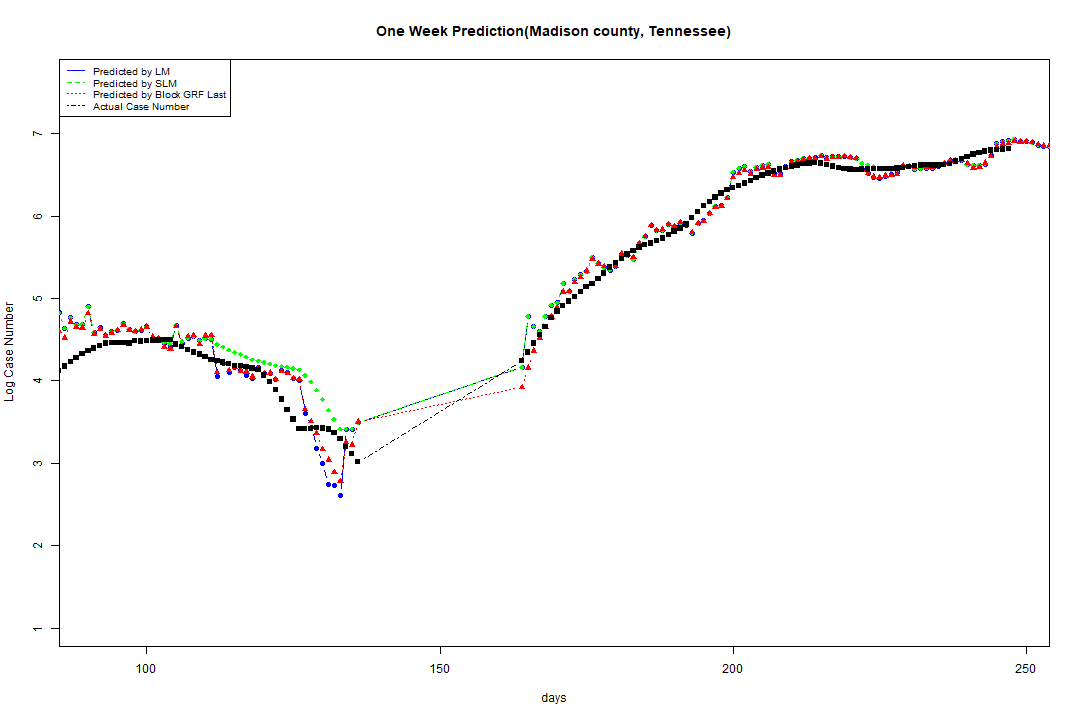 One Week Prediction(Madison county, Tennessee)
Predicted by LM
Predicted by SLM
Predicted by Block GRF Last
Actual Case Number
7
6
5
4
3
2
1
Log Case Number
100 150 200 250
days